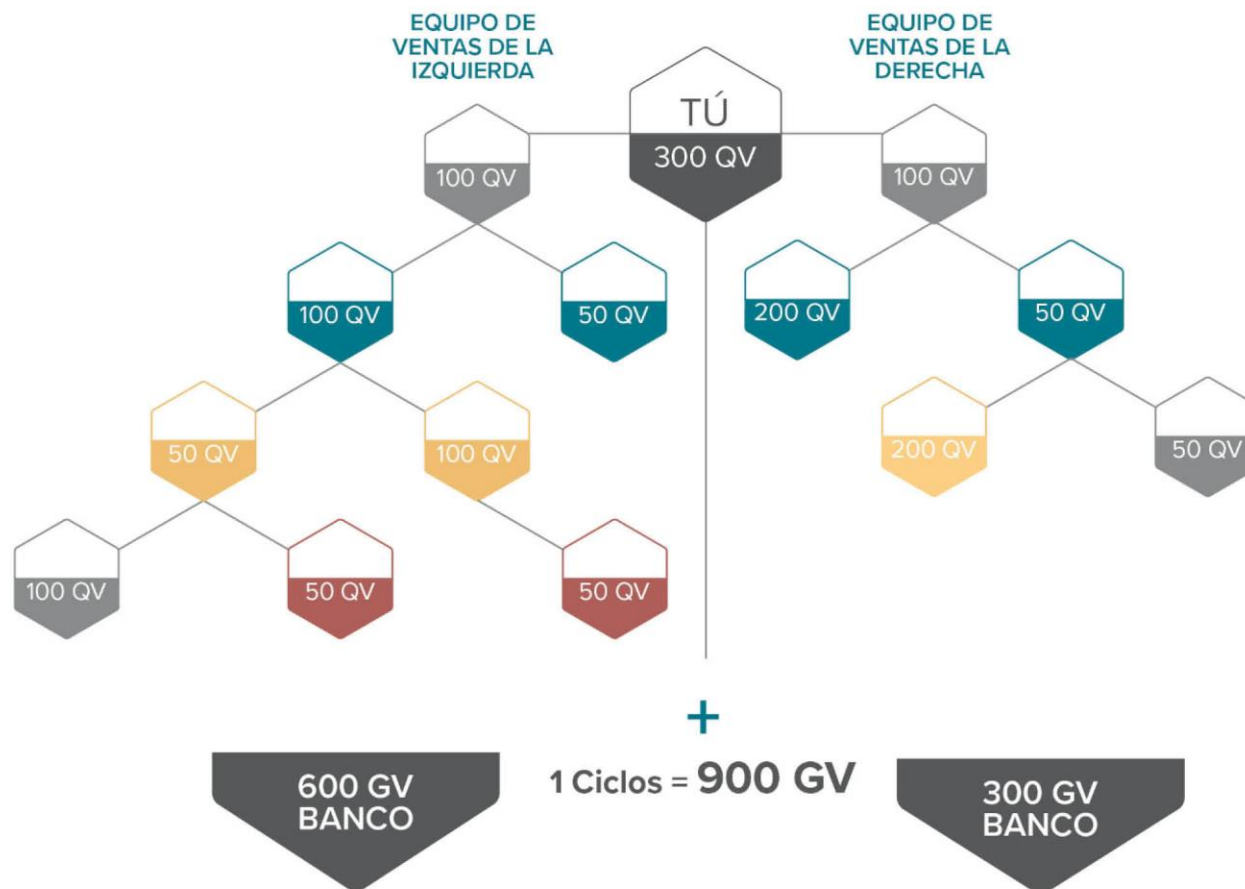 EQUIPO DE
VENTAS DE LA
IZQUIERDA
EQUIPO DE
VENTAS DE LA
DERECHA
TÚ
300 QV
100 QV
100 QV
100 QV
50 QV
200 QV
50 QV
50 QV
100 QV
200 QV
50 QV
100 QV
50 QV
50 QV
+
600 GV
BANCO
1 Ciclos = 900 GV
300 GV
BANCO